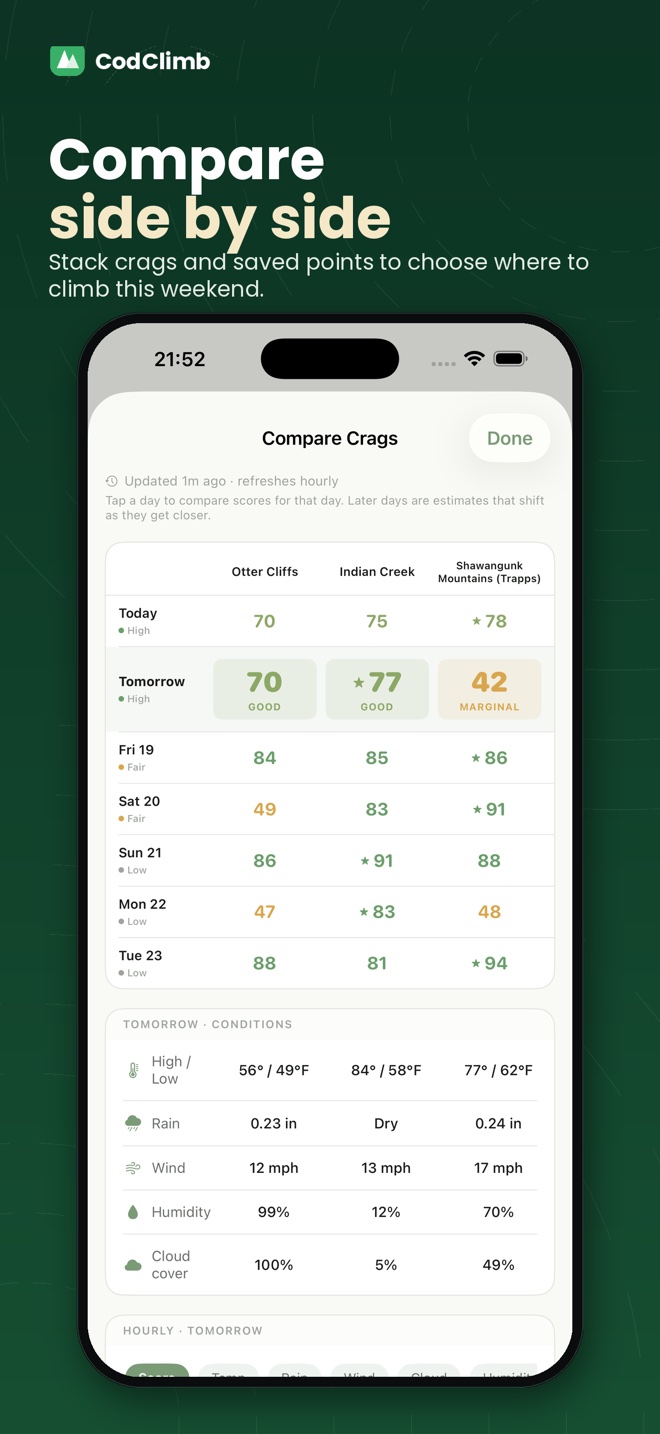 CodClimb
Compare
side by side
Stack crags and saved points to choose where to
climb this weekend.
21:52
Compare Crags
Done
Updated 1m ago · refreshes hourly
Tap a day to compare scores for that day. Later days are estimates that shift
as they get closer.
Otter Cliffs Indian Creek Shawangunk
Mountains (Trapps)
Today
High
70 75 ★ 78
Tomorrow
High
70 ★ 77 42
GOOD GOOD MARGINAL
Fri 19
Fair
84 85 ★ 86
Sat 20
Fair
49 83 ★ 91
Sun 21
Low
86 ★ 91 88
Mon 22
Low
47 ★ 83 48
Tue 23
Low
88 81 ★ 94
TOMORROW · CONDITIONS
High /
Low
56° / 49°F 84° / 58°F 77° / 62°F
Rain 0.23 in Dry 0.24 in
Wind 12 mph 13 mph 17 mph
Humidity 99% 12% 70%
Cloud
cover
100% 5% 49%
HOURLY · TOMORROW
Score Temp Rain Wind Cloud Humidit